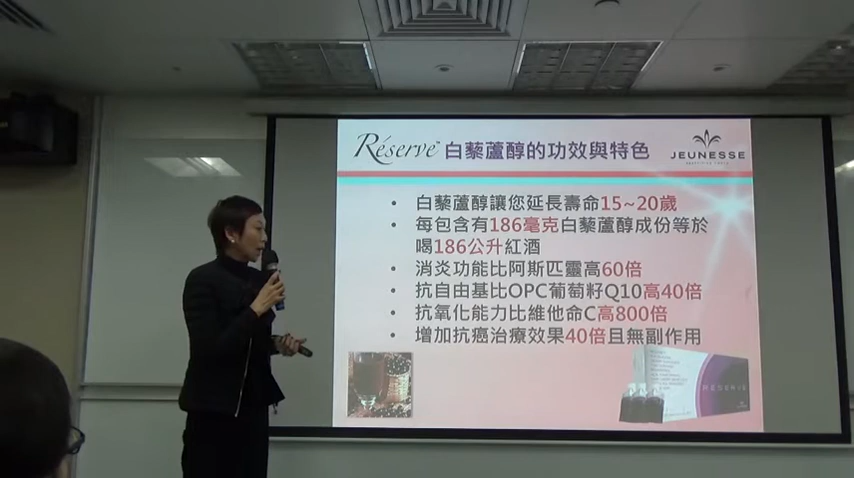 Réserve™ 白藜蘆醇的功效與特色
JEUNESSE
• 白藜蘆醇讓您延長壽命15~20歲
• 每包含有186毫克白藜蘆醇成份等於
喝186公升紅酒
• 消炎功能比阿斯匹靈高60倍
• 抗自由基比OPC葡萄籽Q10高40倍
• 抗氧化能力比維他命C高800倍
• 增加抗癌治療效果40倍且無副作用
RESERVE